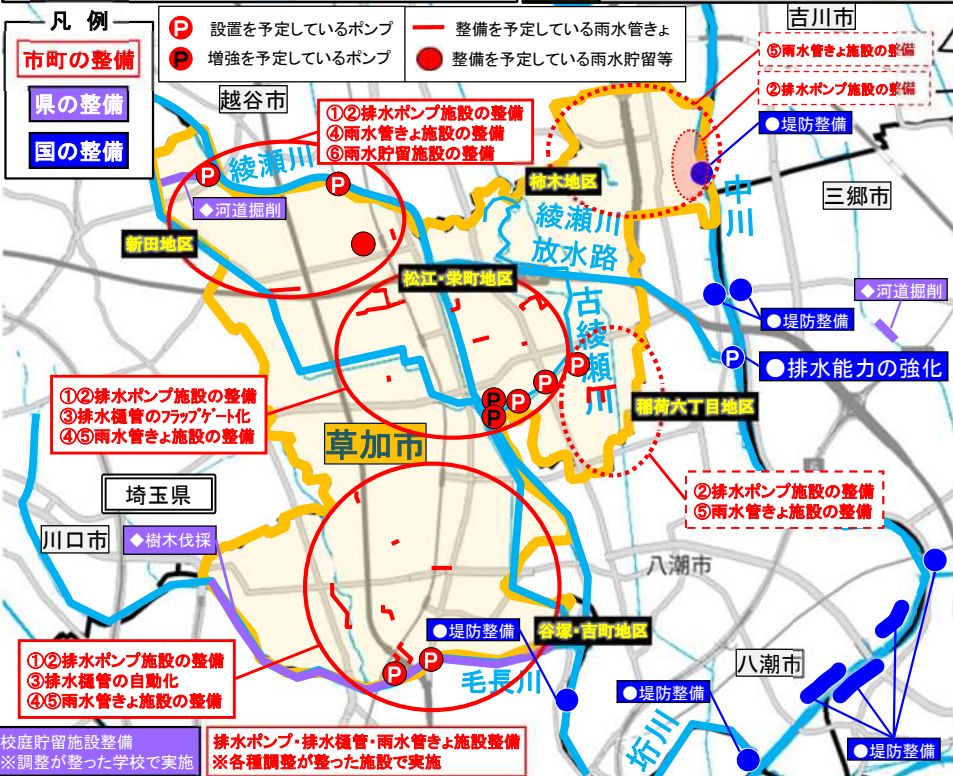 凡 例
市町の整備
県の整備
国の整備
P 設置を予定しているポンプ
P 増強を予定しているポンプ
整備を予定している雨水管きょ
整備を予定している雨水貯留等
吉川市
⑤雨水管きょ施設の整備
②排水ポンプ施設の整備
●堤防整備
越谷市
①②排水ポンプ施設の整備
④雨水管きょ施設の整備
⑥雨水貯留施設の整備
綾瀬川
P
P
◆河道掘削
新田地区
柿木地区
中川
三郷市
綾瀬川
放水路
松江・栄町地区
古綾瀬川
◆河道掘削
●堤防整備
P
●排水能力の強化
①②排水ポンプ施設の整備
③排水樋管のフラップゲート化
④⑤雨水管きょ施設の整備
P
P
P
P
P
稲荷六丁目地区
草加市
②排水ポンプ施設の整備
⑤雨水管きょ施設の整備
埼玉県
川口市
◆樹木伐採
八潮市
●堤防整備
谷塚・吉町地区
①②排水ポンプ施設の整備
③排水樋管の自動化
④⑤雨水管きょ施設の整備
P
P
毛長川
八潮市
●堤防整備
垳川
●堤防整備
校庭貯留施設整備
※調整が整った学校で実施
排水ポンプ・排水樋管・雨水管きょ施設整備
※各種調整が整った施設で実施